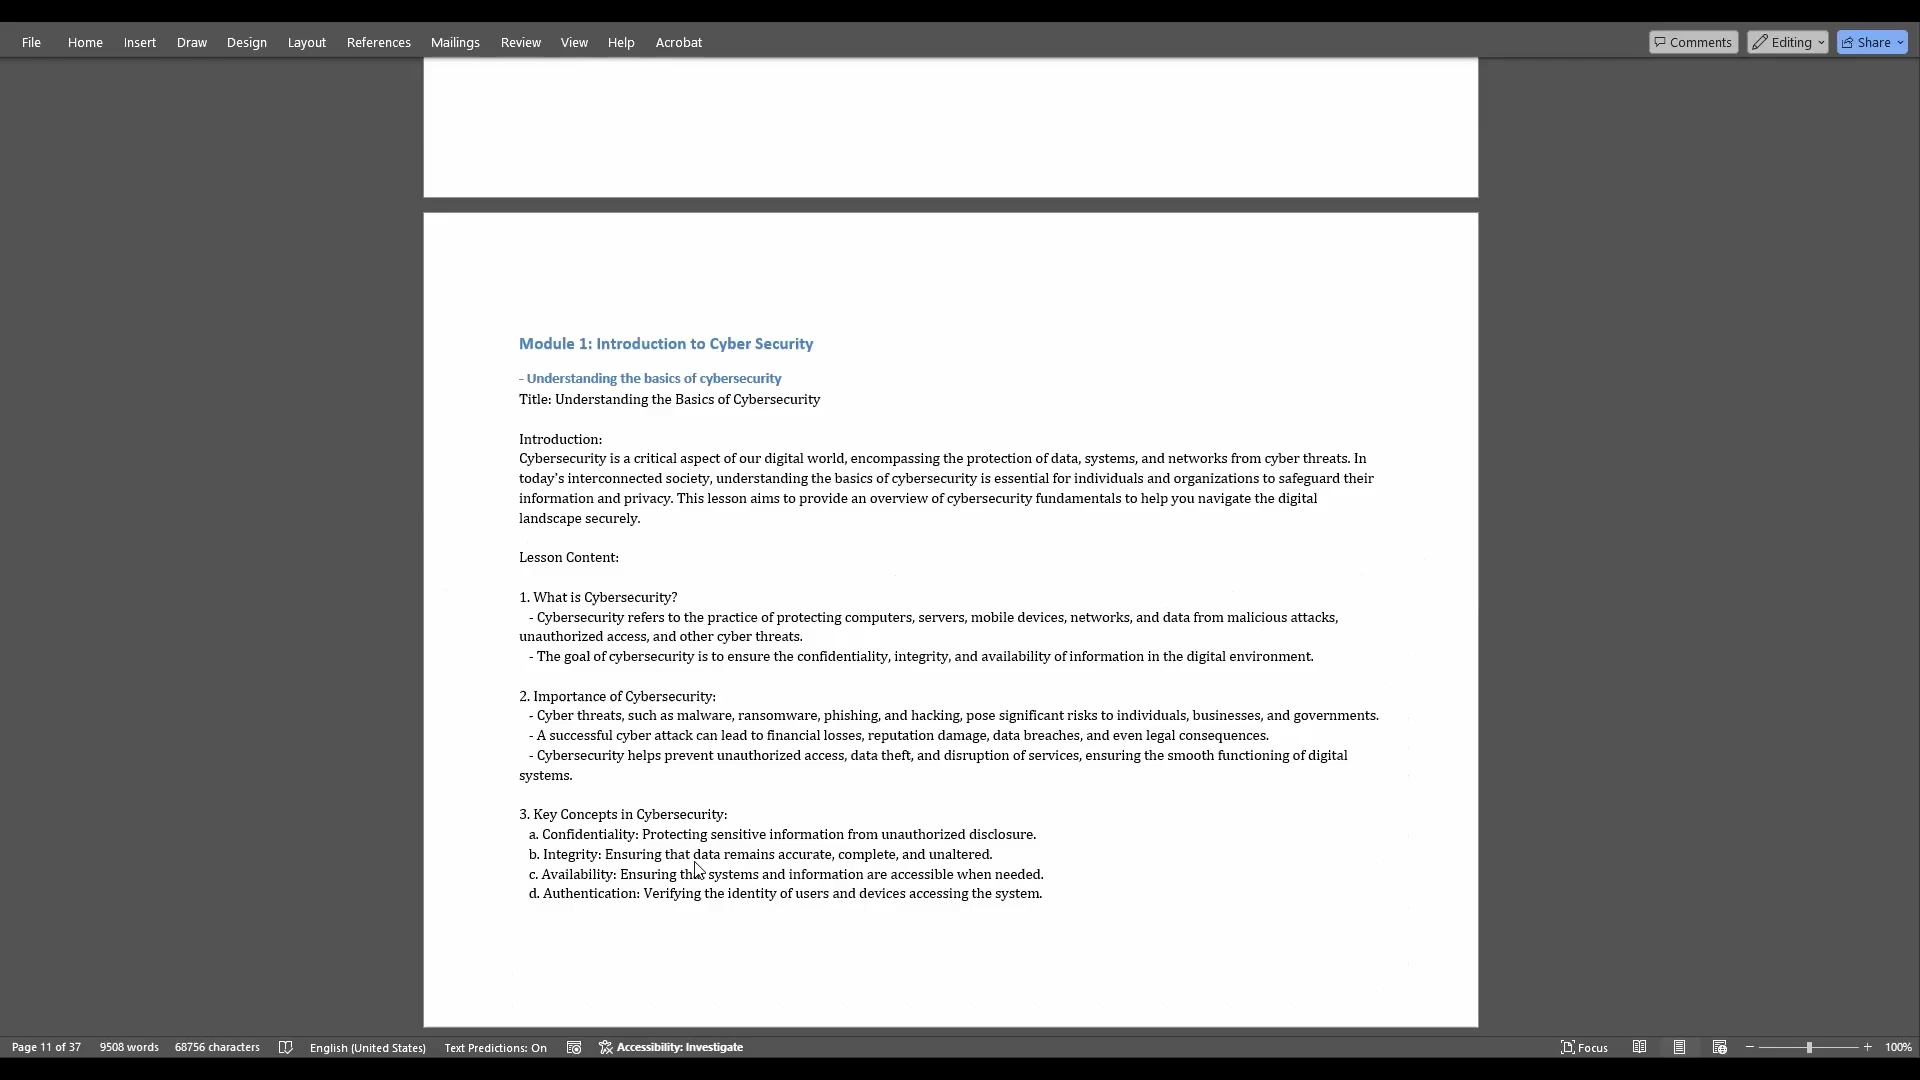 File Home Insert Draw Design Layout References Mailings Review View Help Acrobat Comments Editing Share
Module 1: Introduction to Cyber Security
- Understanding the basics of cybersecurity
Title: Understanding the Basics of Cybersecurity
Introduction:
Cybersecurity is a critical aspect of our digital world, encompassing the protection of data, systems, and networks from cyber threats. In
today's interconnected society, understanding the basics of cybersecurity is essential for individuals and organizations to safeguard their
information and privacy. This lesson aims to provide an overview of cybersecurity fundamentals to help you navigate the digital
landscape securely.
Lesson Content:
1. What is Cybersecurity?
- Cybersecurity refers to the practice of protecting computers, servers, mobile devices, networks, and data from malicious attacks,
unauthorized access, and other cyber threats.
- The goal of cybersecurity is to ensure the confidentiality, integrity, and availability of information in the digital environment.
2. Importance of Cybersecurity:
- Cyber threats, such as malware, ransomware, phishing, and hacking, pose significant risks to individuals, businesses, and governments.
- A successful cyber attack can lead to financial losses, reputation damage, data breaches, and even legal consequences.
- Cybersecurity helps prevent unauthorized access, data theft, and disruption of services, ensuring the smooth functioning of digital
systems.
3. Key Concepts in Cybersecurity:
a. Confidentiality: Protecting sensitive information from unauthorized disclosure.
b. Integrity: Ensuring that data remains accurate, complete, and unaltered.
c. Availability: Ensuring that systems and information are accessible when needed.
d. Authentication: Verifying the identity of users and devices accessing the system.
Page 11 of 37 9508 words 68756 characters English (United States) Text Predictions: On Accessibility: Investigate Focus 100%